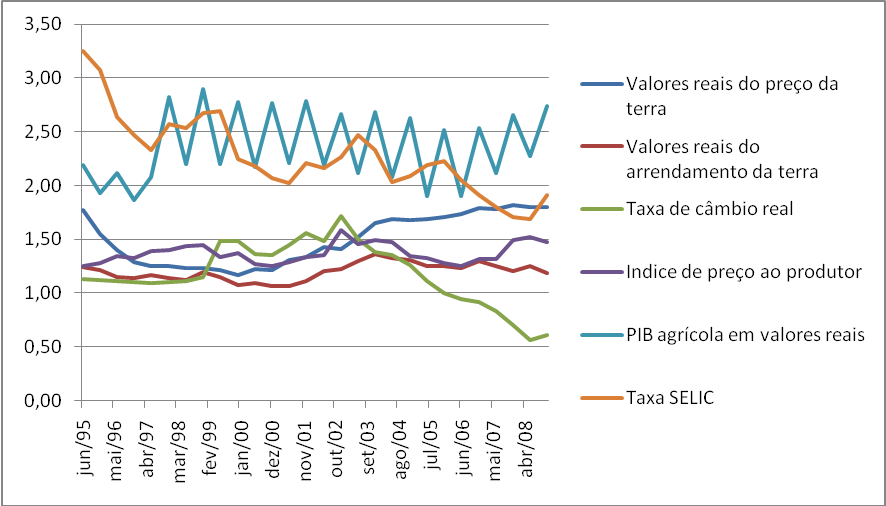 3,50
3,00
2,50
2,00
1,50
1,00
0,50
0,00
jun/95
mai/96
abr/97
mar/98
fev/99
jan/00
dez/00
nov/01
out/02
set/03
ago/04
jul/05
jun/06
mai/07
abr/08
Valores reais do preço da
terra
Valores reais do
arrendamento da terra
Taxa de câmbio real
Indice de preço ao produtor
PIB agrícola em valores reais
Taxa SELIC